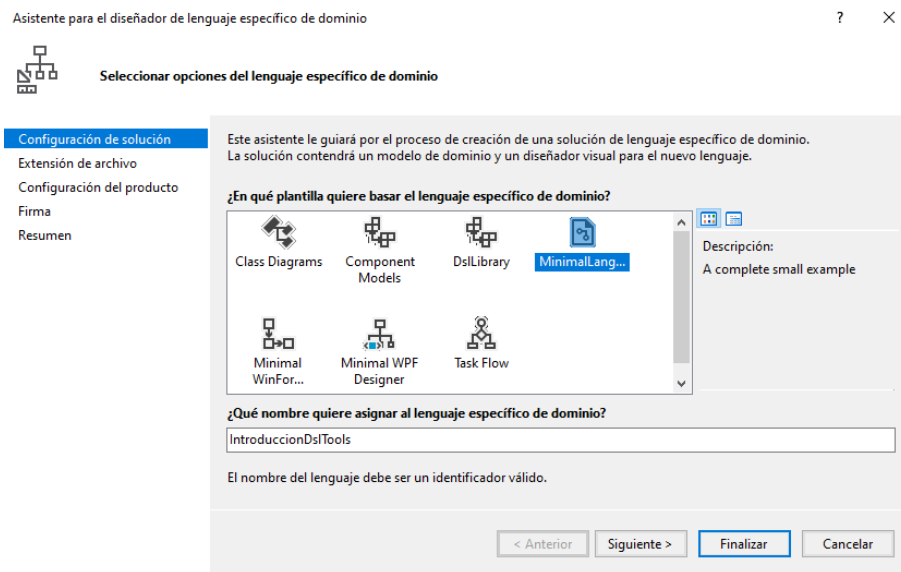 Asistente para el diseñador de lenguaje específico de dominio
?
Seleccionar opciones del lenguaje específico de dominio
Configuración de solución
Extensión de archivo
Configuración del producto
Firma
Resumen
Este asistente le guiará por el proceso de creación de una solución de lenguaje específico de dominio.
La solución contendrá un modelo de dominio y un diseñador visual para el nuevo lenguaje.
¿En qué plantilla quiere basar el lenguaje específico de dominio?
Class Diagrams
Component
Models
DslLibrary
MinimalLang...
Minimal
WinFor...
Minimal WPF
Designer
Task Flow
Descripción:
A complete small example
¿Qué nombre quiere asignar al lenguaje específico de dominio?
IntroduccionDslTools
El nombre del lenguaje debe ser un identificador válido.
< Anterior
Siguiente >
Finalizar
Cancelar